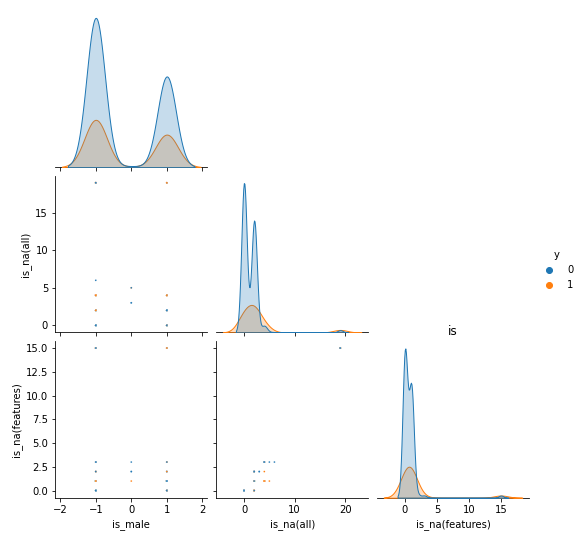 is_na(all)
15
10
5
0
y
0
1
is
is_na(features)
15.0
12.5
10.0
7.5
5.0
2.5
0.0
−2 −1 0 1 2
0 20
0 5 10 15
is_male
is_na(all)
is_na(features)